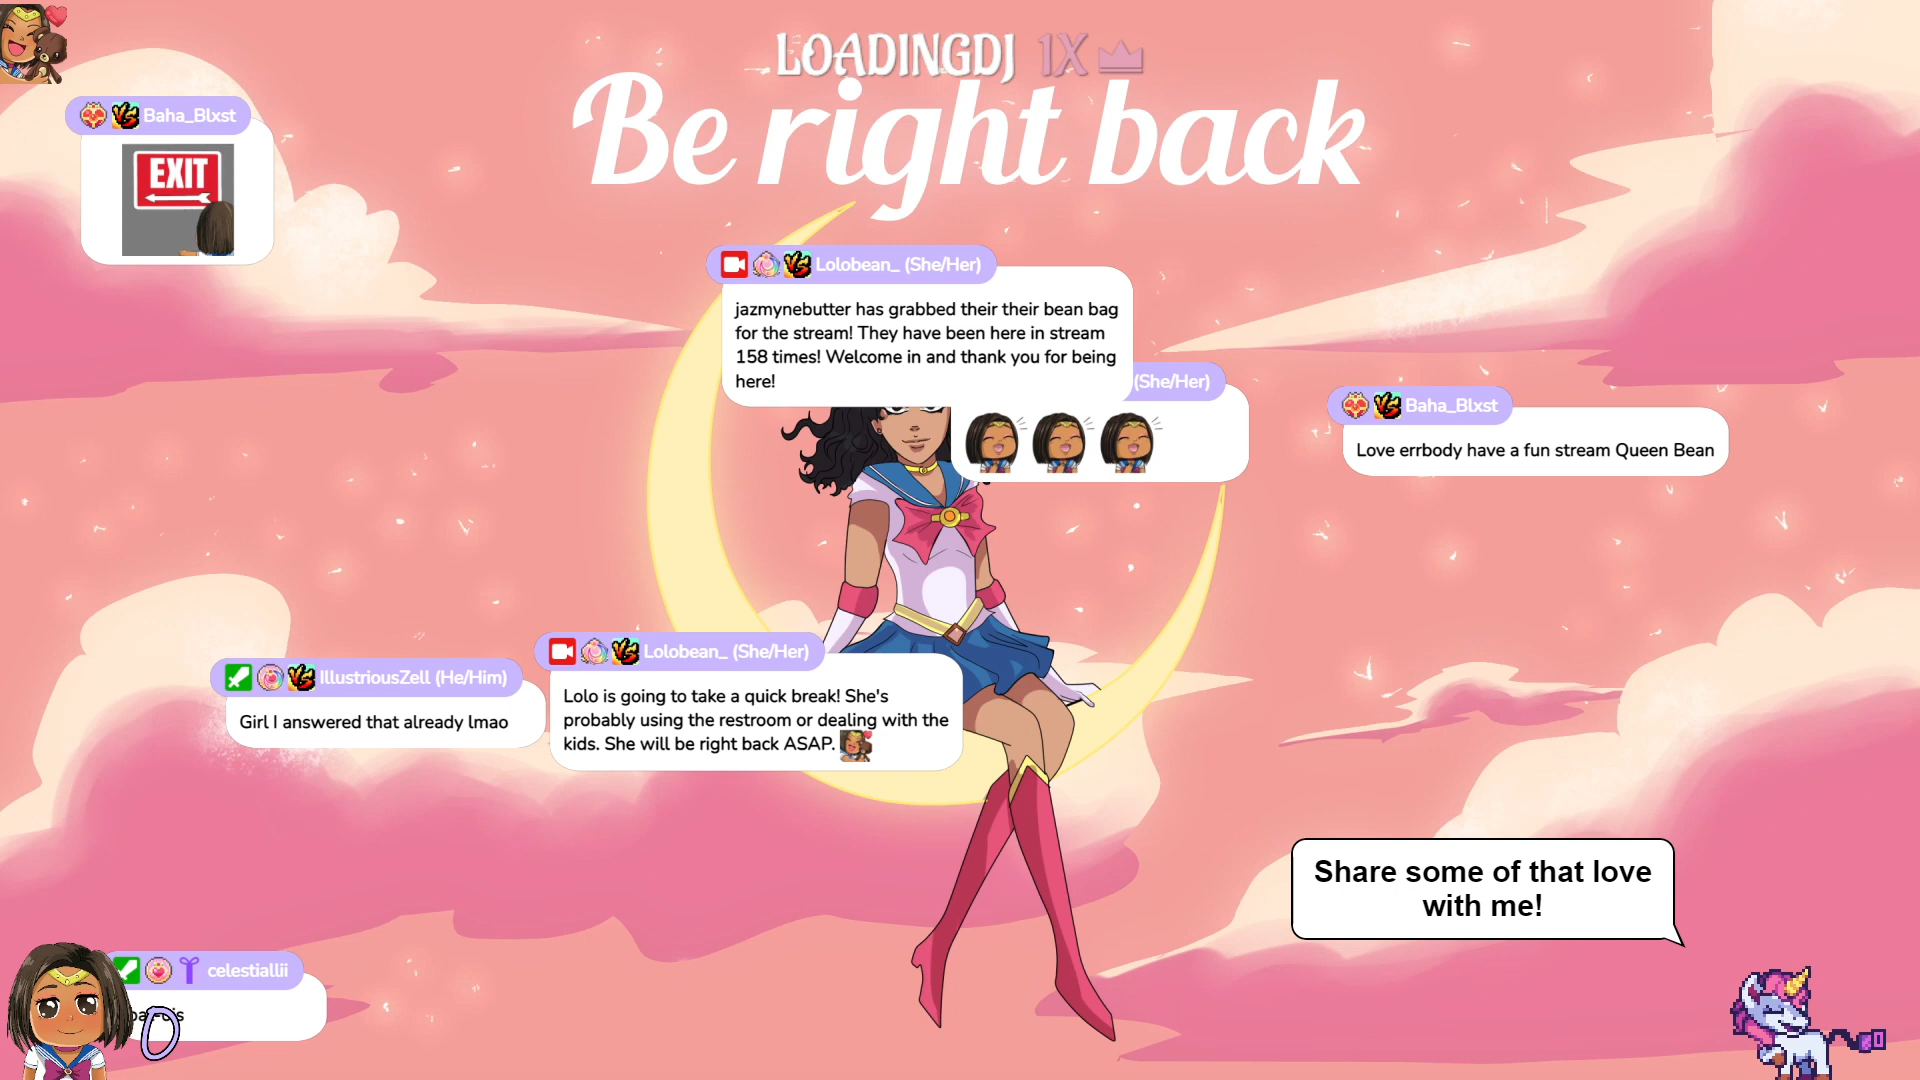 LOADINGDJ 1X
Be right back
Baha_Blxst
EXIT
Lolobean_ (She/Her)
jazmynebutter has grabbed their their bean bag
for the stream! They have been here in stream
158 times! Welcome in and thank you for being
here!
(She/Her)
Baha_Blxst
Love errbody have a fun stream Queen Bean
IllustriousZell (He/Him)
Girl I answered that already lmao
Lolobean_ (She/Her)
Lolo is going to take a quick break! She's
probably using the restroom or dealing with the
kids. She will be right back ASAP.
Share some of that love
with me!
celestiallii